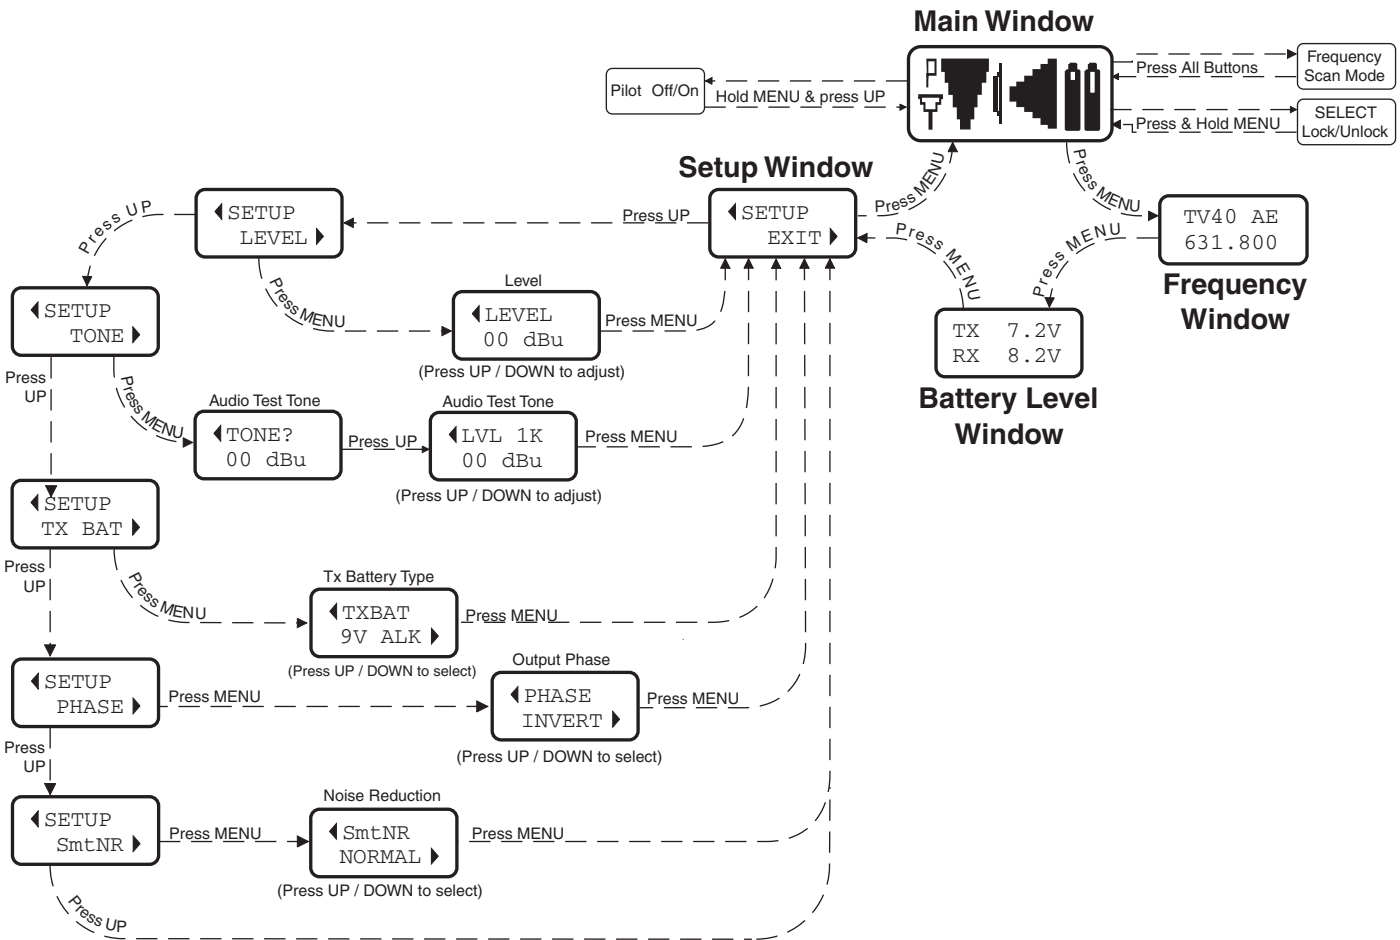 Main Window
Pilot Off/On
Hold MENU & press UP
Press All Buttons
Frequency
Scan Mode
Press & Hold MENU
SELECT
Lock/Unlock
Setup Window
Press MENU
Press MENU
SETUP
EXIT
Press UP
SETUP
LEVEL
Press UP
TV40 AE
631.800
Frequency
Window
Press MENU
Press MENU
TX 7.2V
RX 8.2V
Battery Level
Window
Press MENU
Level
LEVEL
00 dBu
Press MENU
(Press UP / DOWN to adjust)
SETUP
TONE
Press
UP
Press MENU
Audio Test Tone
TONE?
00 dBu
Press UP
Audio Test Tone
LVL 1K
00 dBu
Press MENU
(Press UP / DOWN to adjust)
SETUP
TX BAT
Press
UP
Press MENU
Tx Battery Type
TXBAT
9V ALK
Press MENU
(Press UP / DOWN to select)
SETUP
PHASE
Press MENU
Output Phase
PHASE
INVERT
Press MENU
(Press UP / DOWN to select)
Press
UP
SETUP
SmtNR
Press MENU
Noise Reduction
SmtNR
NORMAL
Press MENU
(Press UP / DOWN to select)
Press UP